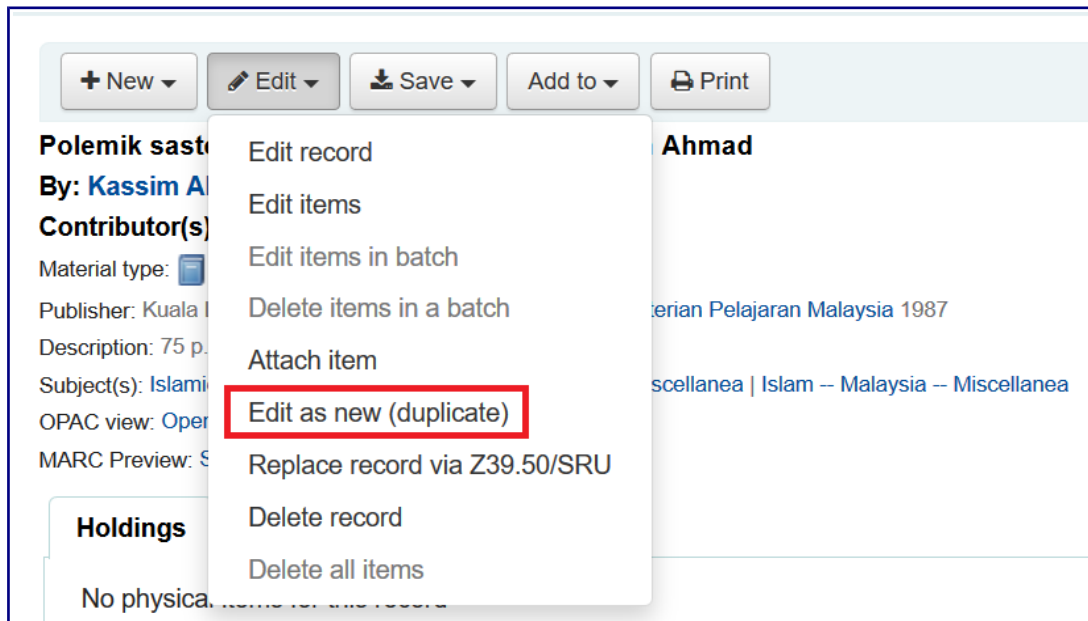 New Edit Save Add to Print
Polemik Ahmad
By: Kassim
Contributor(s)
Material type:
Publisher: Kuala terian Pelajaran Malaysia 1987
Description: 75 p.
Subject(s): Islami scellanea | Islam -- Malaysia -- Miscellanea
OPAC view: Oper
MARC Preview: S
Holdings
No physical items for this record
Edit record
Edit items
Edit items in batch
Delete items in a batch
Attach item
Edit as new (duplicate)
Replace record via Z39.50/SRU
Delete record
Delete all items